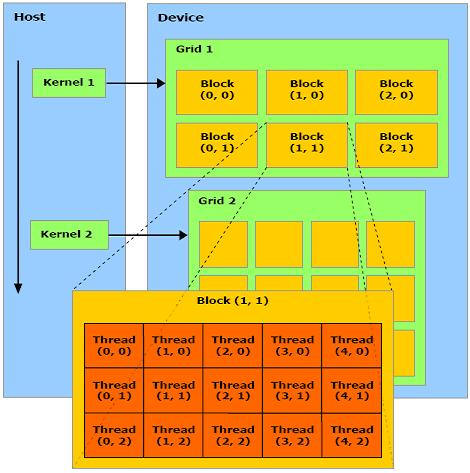 Host
Device
Grid 1
Kernel 1
Block
(0, 0)
Block
(1, 0)
Block
(2, 0)
Block
(0, 1)
Block
(1, 1)
Block
(2, 1)
Grid 2
Kernel 2
Block (1, 1)
Thread
(0, 0)
Thread
(1, 0)
Thread
(2, 0)
Thread
(3, 0)
Thread
(4, 0)
Thread
(0, 1)
Thread
(1, 1)
Thread
(2, 1)
Thread
(3, 1)
Thread
(4, 1)
Thread
(0, 2)
Thread
(1, 2)
Thread
(2, 2)
Thread
(3, 2)
Thread
(4, 2)